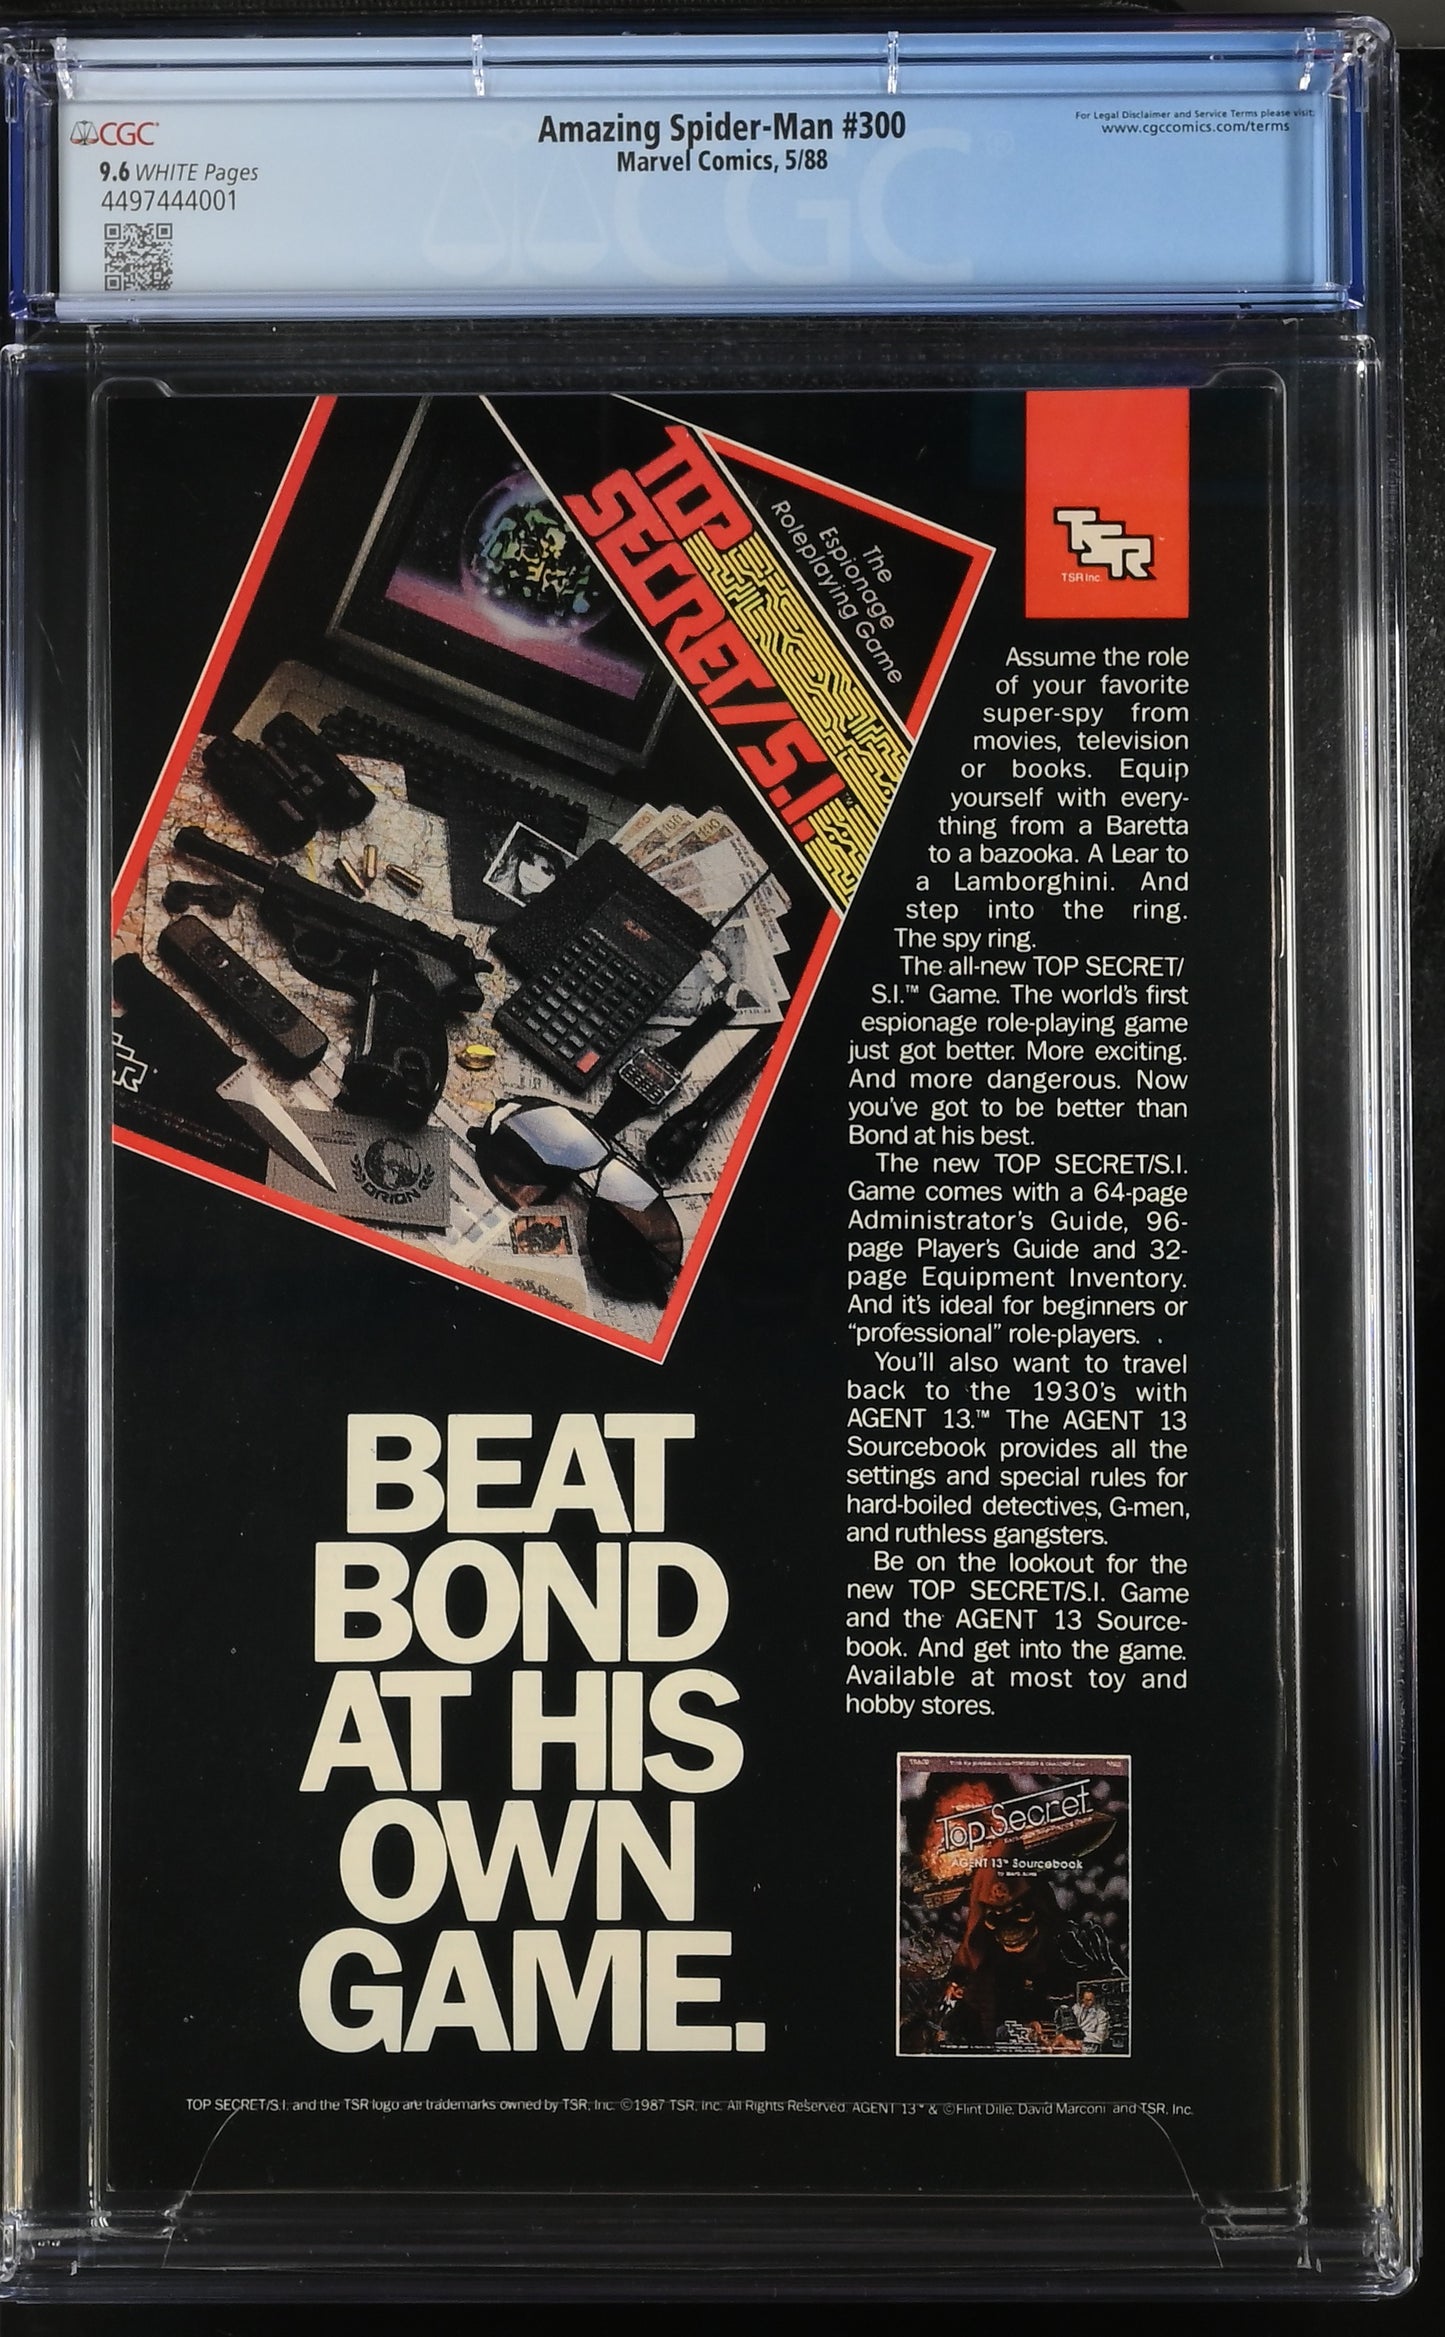 CGC
9.6 WHITE Pages
4497444001
Amazing Spider-Man #300
Marvel Comics, 5/88
For Legal Disclaimer and Service Terms please visit:
www.cgccomics.com/terms
CGC
TOP
SECRET/S.I.™
The
Espionage
Roleplaying Game
TSR
TSR Inc.
ORION
Assume the role
of your favorite
super-spy from
movies, television
or books. Equip
yourself with every-
thing from a Baretta
to a bazooka. A Lear to
a Lamborghini. And
step into the ring.
The spy ring.
The all-new TOP SECRET/
S.I.™ Game. The world's first
espionage role-playing game
just got better. More exciting.
And more dangerous. Now
you've got to be better than
Bond at his best.
The new TOP SECRET/S.I.
Game comes with a 64-page
Administrator's Guide, 96-
page Player's Guide and 32-
page Equipment Inventory.
And it's ideal for beginners or
“professional” role-players.
You'll also want to travel
back to the 1930's with
AGENT 13.™ The AGENT 13
Sourcebook provides all the
settings and special rules for
hard-boiled detectives, G-men,
and ruthless gangsters.
Be on the lookout for the
new TOP SECRET/S.I. Game
and the AGENT 13 Source-
book. And get into the game.
Available at most toy and
hobby stores.
BEAT
BOND
AT HIS
OWN
GAME.
Top Secret
AGENT 13™ Sourcebook
TSR
TOP SECRET/S.I. and the TSR logo are trademarks owned by TSR, Inc. ©1987 TSR, Inc. All Rights Reserved. AGENT 13™ & ©Flint Dille, David Marconi and TSR, Inc.